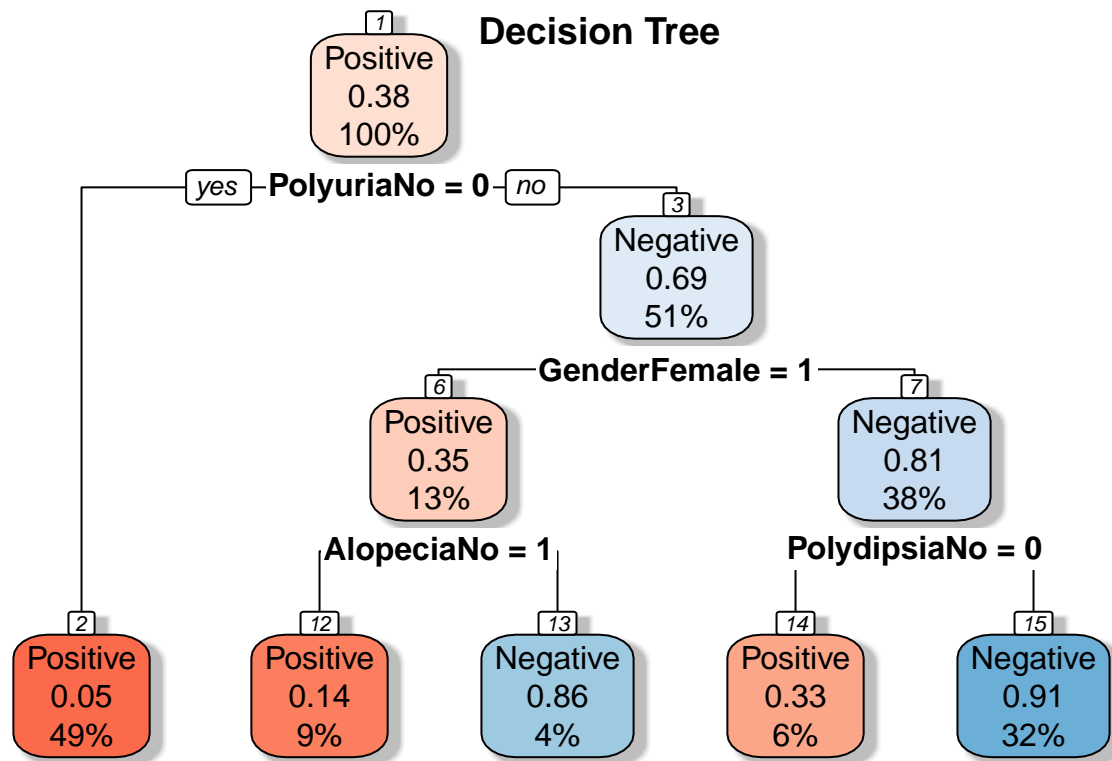 Decision Tree
1
Positive
0.38
100%
yes PolyuriaNo = 0 no
3
Negative
0.69
51%
GenderFemale = 1
6
Positive
0.35
13%
7
Negative
0.81
38%
AlopeciaNo = 1
PolydipsiaNo = 0
2
Positive
0.05
49%
12
Positive
0.14
9%
13
Negative
0.86
4%
14
Positive
0.33
6%
15
Negative
0.91
32%